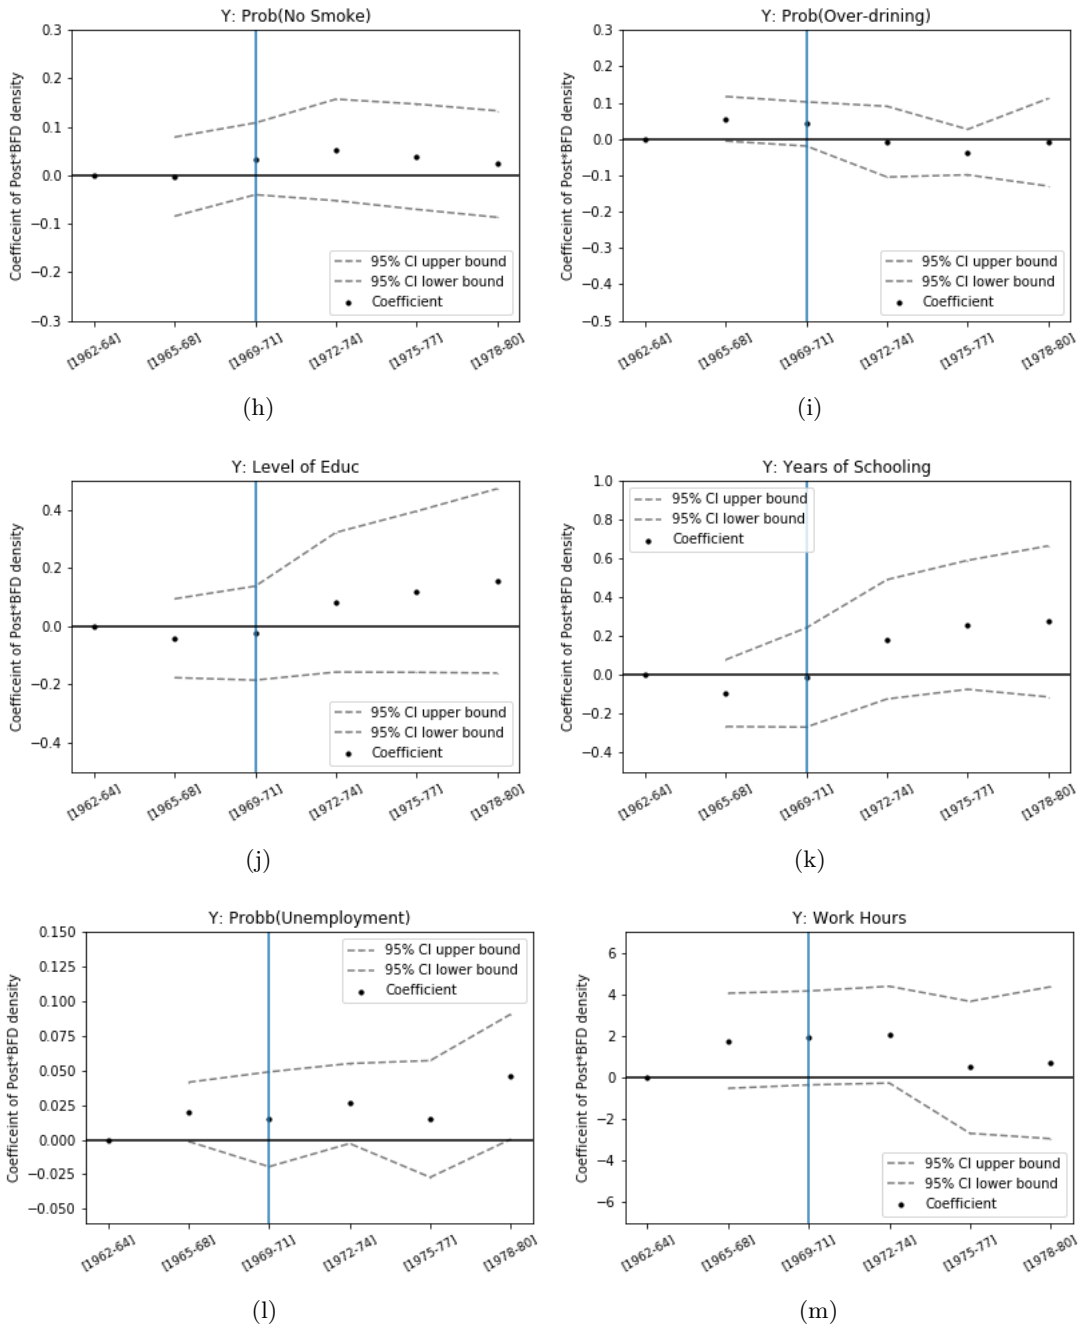 Y: Prob(No Smoke)
Coefficeint of Post*BFD density
0.3
0.2
0.1
0.0
−0.1
−0.2
−0.3
95% CI upper bound
95% CI lower bound
Coefficient
[1962-64]
[1965-68]
[1969-71]
[1972-74]
[1975-77]
[1978-80]
(h)
Y: Prob(Over-drining)
Coefficeint of Post*BFD density
0.3
0.2
0.1
0.0
−0.1
−0.2
−0.3
−0.4
−0.5
95% CI upper bound
95% CI lower bound
Coefficient
[1962-64]
[1965-68]
[1969-71]
[1972-74]
[1975-77]
[1978-80]
(i)
Y: Level of Educ
Coefficeint of Post*BFD density
0.4
0.2
0.0
−0.2
−0.4
95% CI upper bound
95% CI lower bound
Coefficient
[1962-64]
[1965-68]
[1969-71]
[1972-74]
[1975-77]
[1978-80]
(j)
Y: Years of Schooling
Coefficeint of Post*BFD density
1.0
0.8
0.6
0.4
0.2
0.0
−0.2
−0.4
95% CI upper bound
95% CI lower bound
Coefficient
[1962-64]
[1965-68]
[1969-71]
[1972-74]
[1975-77]
[1978-80]
(k)
Y: Probb(Unemployment)
Coefficeint of Post*BFD density
0.150
0.125
0.100
0.075
0.050
0.025
0.000
−0.025
−0.050
95% CI upper bound
95% CI lower bound
Coefficient
[1962-64]
[1965-68]
[1969-71]
[1972-74]
[1975-77]
[1978-80]
(l)
Y: Work Hours
Coefficeint of Post*BFD density
6
4
2
0
−2
−4
−6
95% CI upper bound
95% CI lower bound
Coefficient
[1962-64]
[1965-68]
[1969-71]
[1972-74]
[1975-77]
[1978-80]
(m)